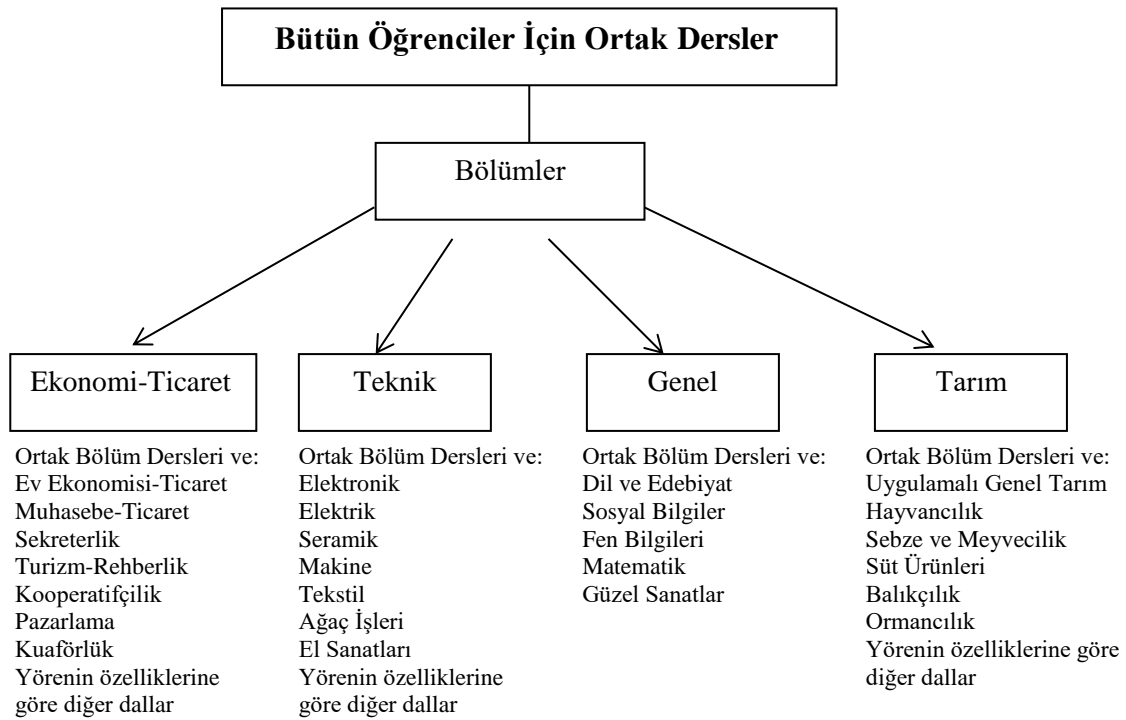 Bütün Öğrenciler İçin Ortak Dersler
Bölümler
Ekonomi-Ticaret
Ortak Bölüm Dersleri ve:
Ev Ekonomisi-Ticaret
Muhasebe-Ticaret
Sekreterlik
Turizm-Rehberlik
Kooperatifçilik
Pazarlama
Kuaförlük
Yörenin özelliklerine
göre diğer dallar
Teknik
Ortak Bölüm Dersleri ve:
Elektronik
Elektrik
Seramik
Makine
Tekstil
Ağaç İşleri
El Sanatları
Yörenin özelliklerine
göre diğer dallar
Genel
Ortak Bölüm Dersleri ve:
Dil ve Edebiyat
Sosyal Bilgiler
Fen Bilgileri
Matematik
Güzel Sanatlar
Tarım
Ortak Bölüm Dersleri ve:
Uygulamalı Genel Tarım
Hayvancılık
Sebze ve Meyvecilik
Süt Ürünleri
Balıkçılık
Ormancılık
Yörenin özelliklerine göre
diğer dallar